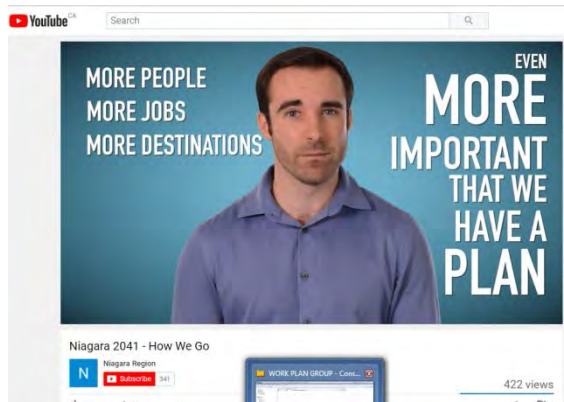 YouTube CA
Search
MORE PEOPLE
MORE JOBS
MORE DESTINATIONS
EVEN
MORE
IMPORTANT
THAT WE
HAVE A
PLAN
Niagara 2041 - How We Go
N
Niagara Region
Subscribe 341
WORK PLAN GROUP - Cons...
422 views